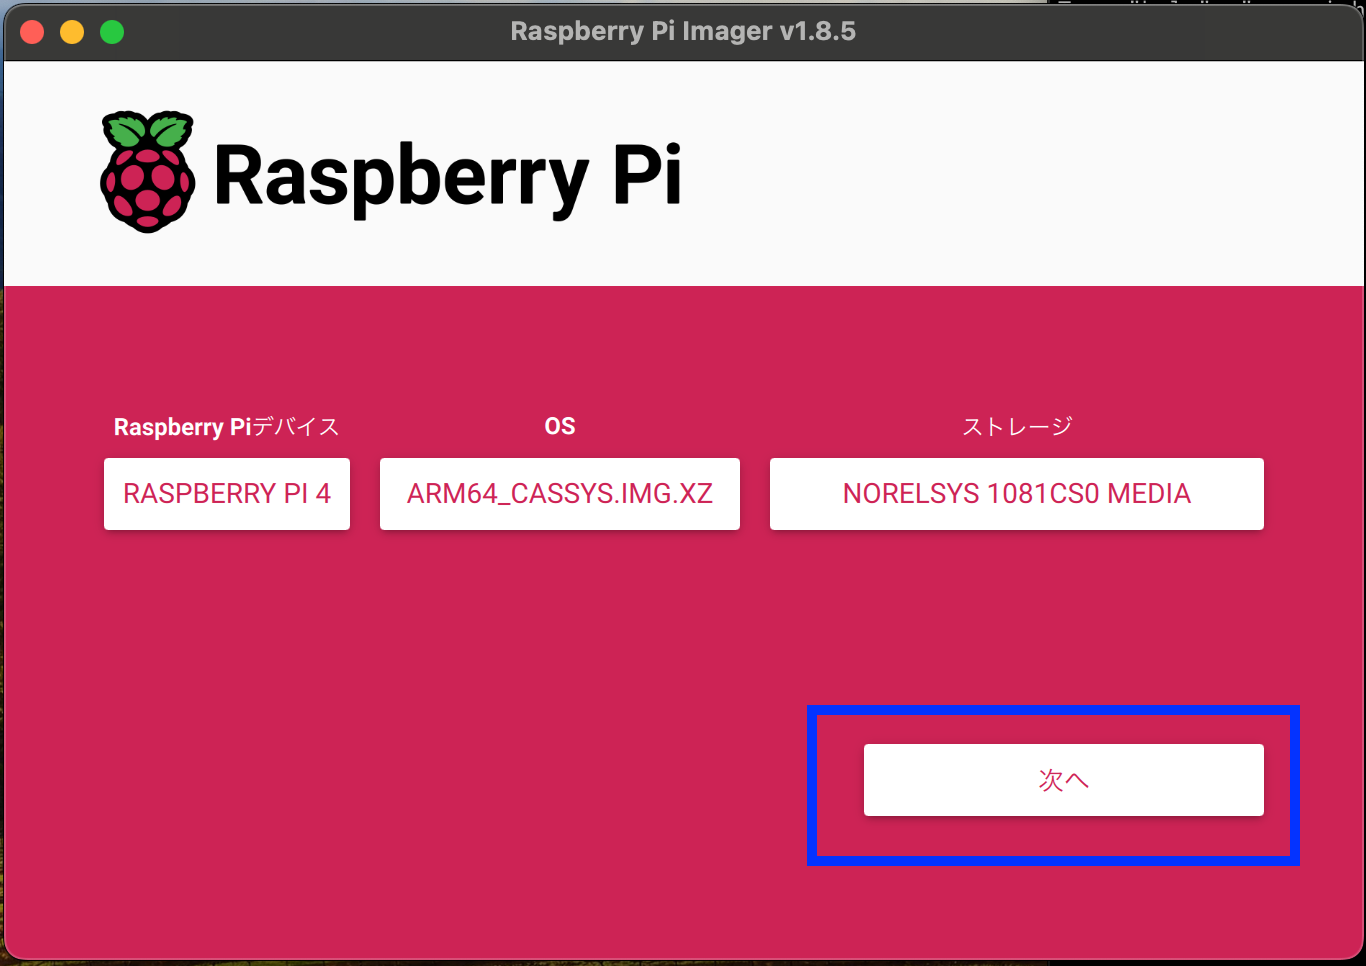 Raspberry Pi Imager v1.8.5
Raspberry Pi
Raspberry Piデバイス
OS
ストレージ
RASPBERRY PI 4
ARM64_CASSYS.IMG.XZ
NORELSYS 1081CS0 MEDIA
次へ